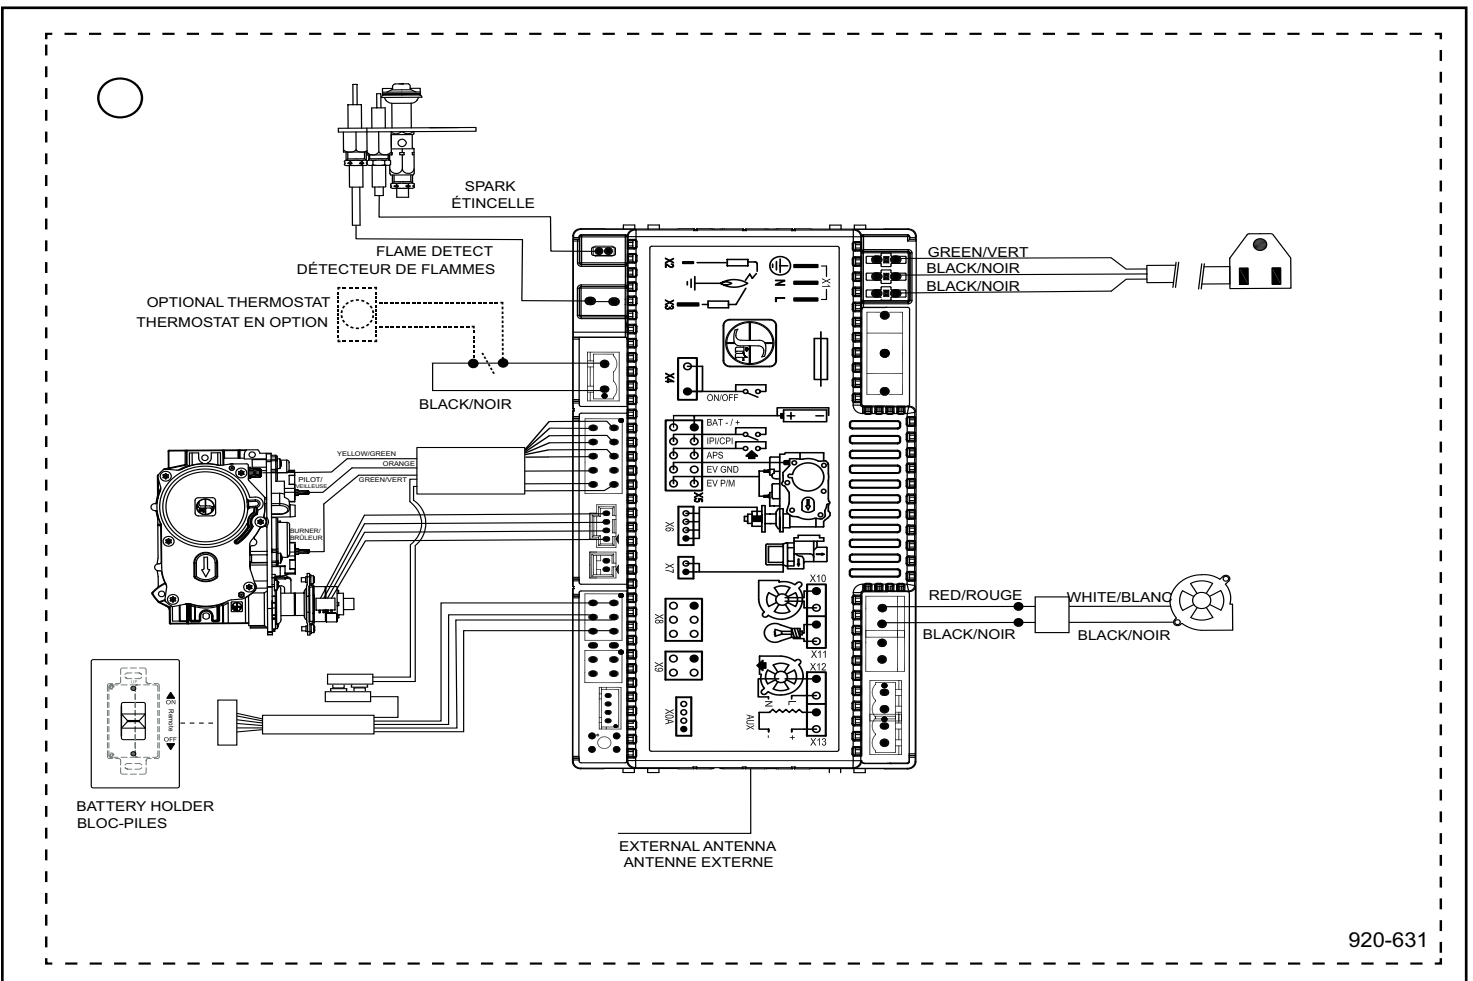 SPARK
ÉTINCELLE
FLAME DETECT
DÉTECTEUR DE FLAMMES
OPTIONAL THERMOSTAT
THERMOSTAT EN OPTION
BLACK/NOIR
YELLOW/GREEN
ORANGE
GREEN/VERT
PILOT/
VEILLEUSE
BURNER/
BRÛLEUR
ON
Remote
OFF
BATTERY HOLDER
BLOC-PILES
X2
X3
N
L
X1
X4
ON/OFF
BAT - / +
IPI/CPI
APS
EV GND
EV P/M
X5
X6
X7
X8
X9
X0A
X10
X11
X12
N
L
AUX
- +
X13
GREEN/VERT
BLACK/NOIR
BLACK/NOIR
RED/ROUGE
WHITE/BLANC
BLACK/NOIR
BLACK/NOIR
EXTERNAL ANTENNA
ANTENNE EXTERNE
920-631